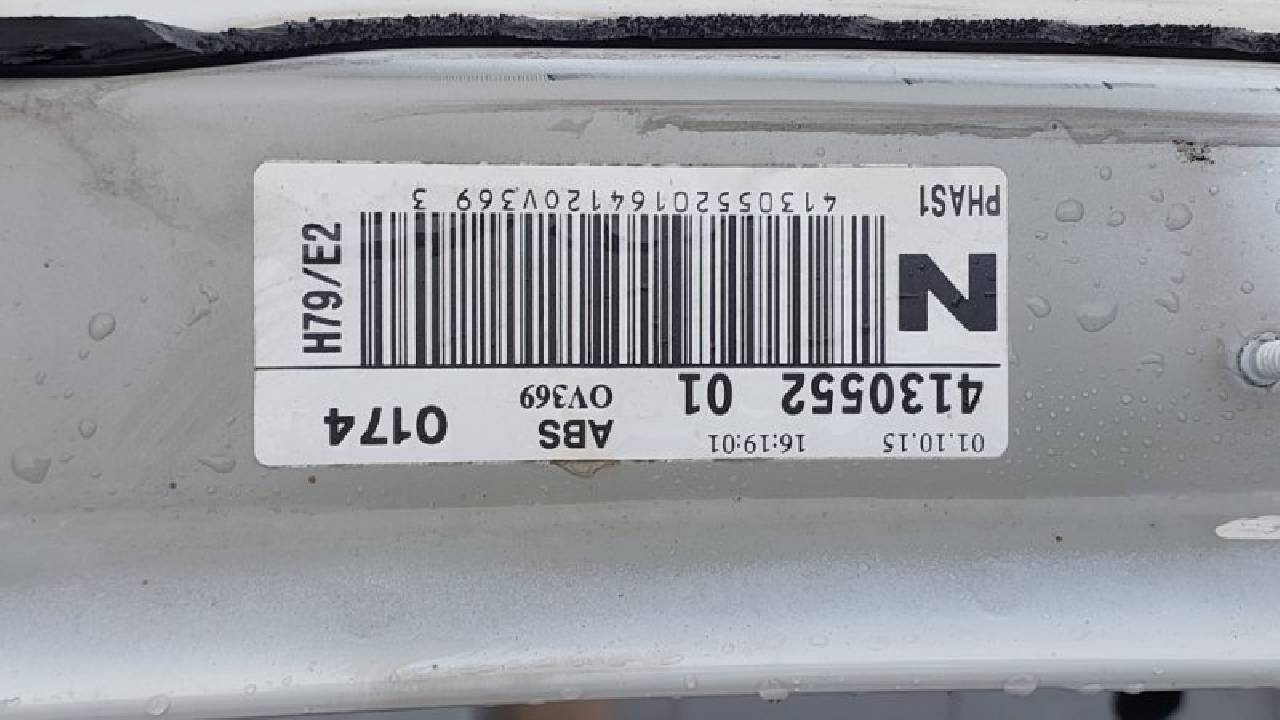 01.10.15 16:19:01 ABS 0174
4130552 01 OV369
N
H79/E2
PHAS1 41305520164120V369 3